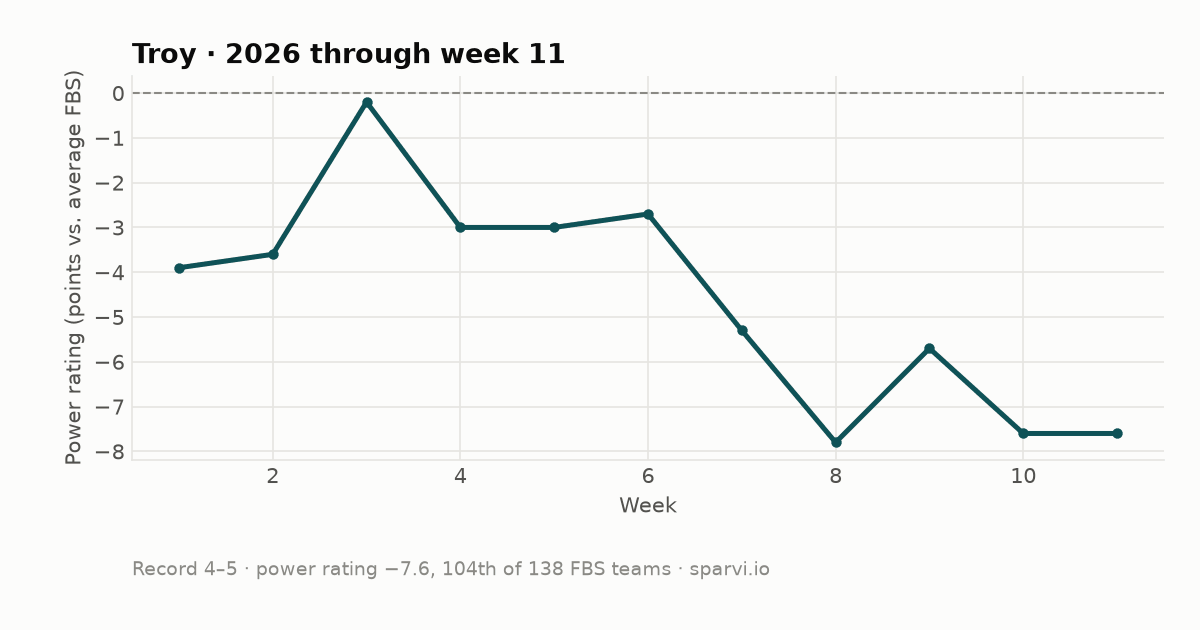 Troy · 2026 through week 11
Power rating (points vs. average FBS)
0
−1
−2
−3
−4
−5
−6
−7
−8
2 4 6 8 10
Week
Record 4–5 · power rating −7.6, 104th of 138 FBS teams · sparvi.io